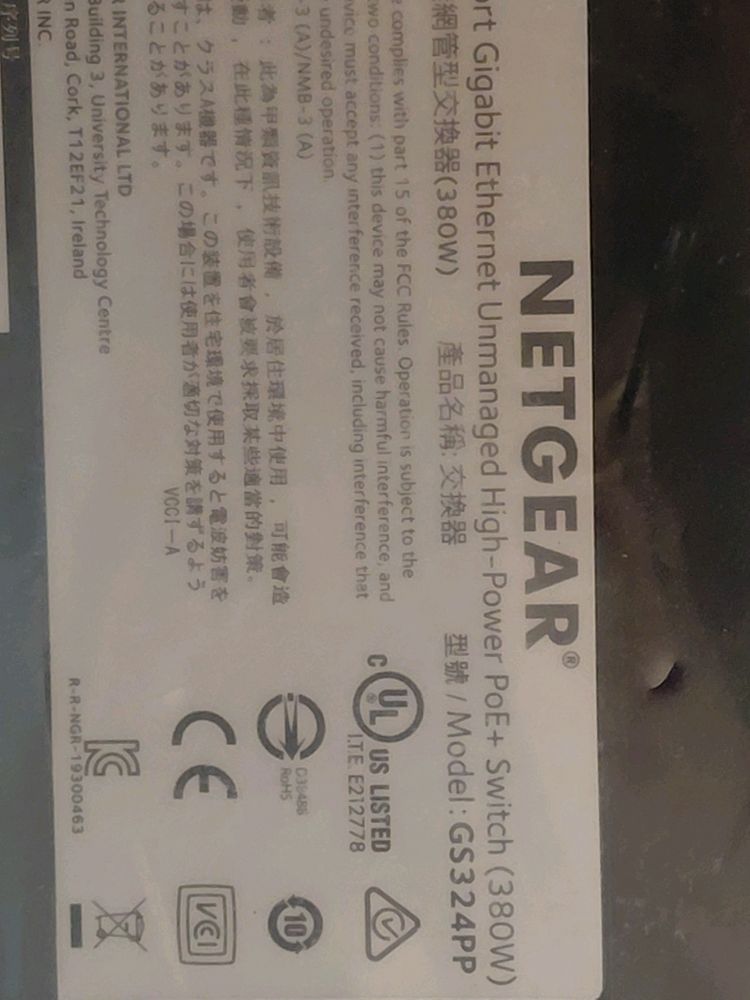 NETGEAR®
ort Gigabit Ethernet Unmanaged High-Power PoE+ Switch (380W)
網管型交換器(380W) 產品名稱: 交換器 型號 / Model: GS324PP
complies with part 15 of the FCC Rules. Operation is subject to the
two conditions: (1) this device may not cause harmful interference, and
vice must accept any interference received, including interference that
undesired operation.
-3 (A)/NMB-3 (A)
者：此為甲類資訊技術設備，於居住環境中使用，可能會造
動，在此種情況下，使用者會被要求採取某些適當的對策。
は、クラスA機器です。この装置を住宅環境で使用すると電波妨害を
すことがあります。この場合には使用者が適切な対策を講ずるよう
ることがあります。
VCCI-A
R INTERNATIONAL LTD
Building 3, University Technology Centre
n Road, Cork, T12EF21, Ireland
R INC.
序列号
C UL® US LISTED
I.T.E. E212778
D36486
RoHS
CE
10
VCI
R-R-NGR-19300463